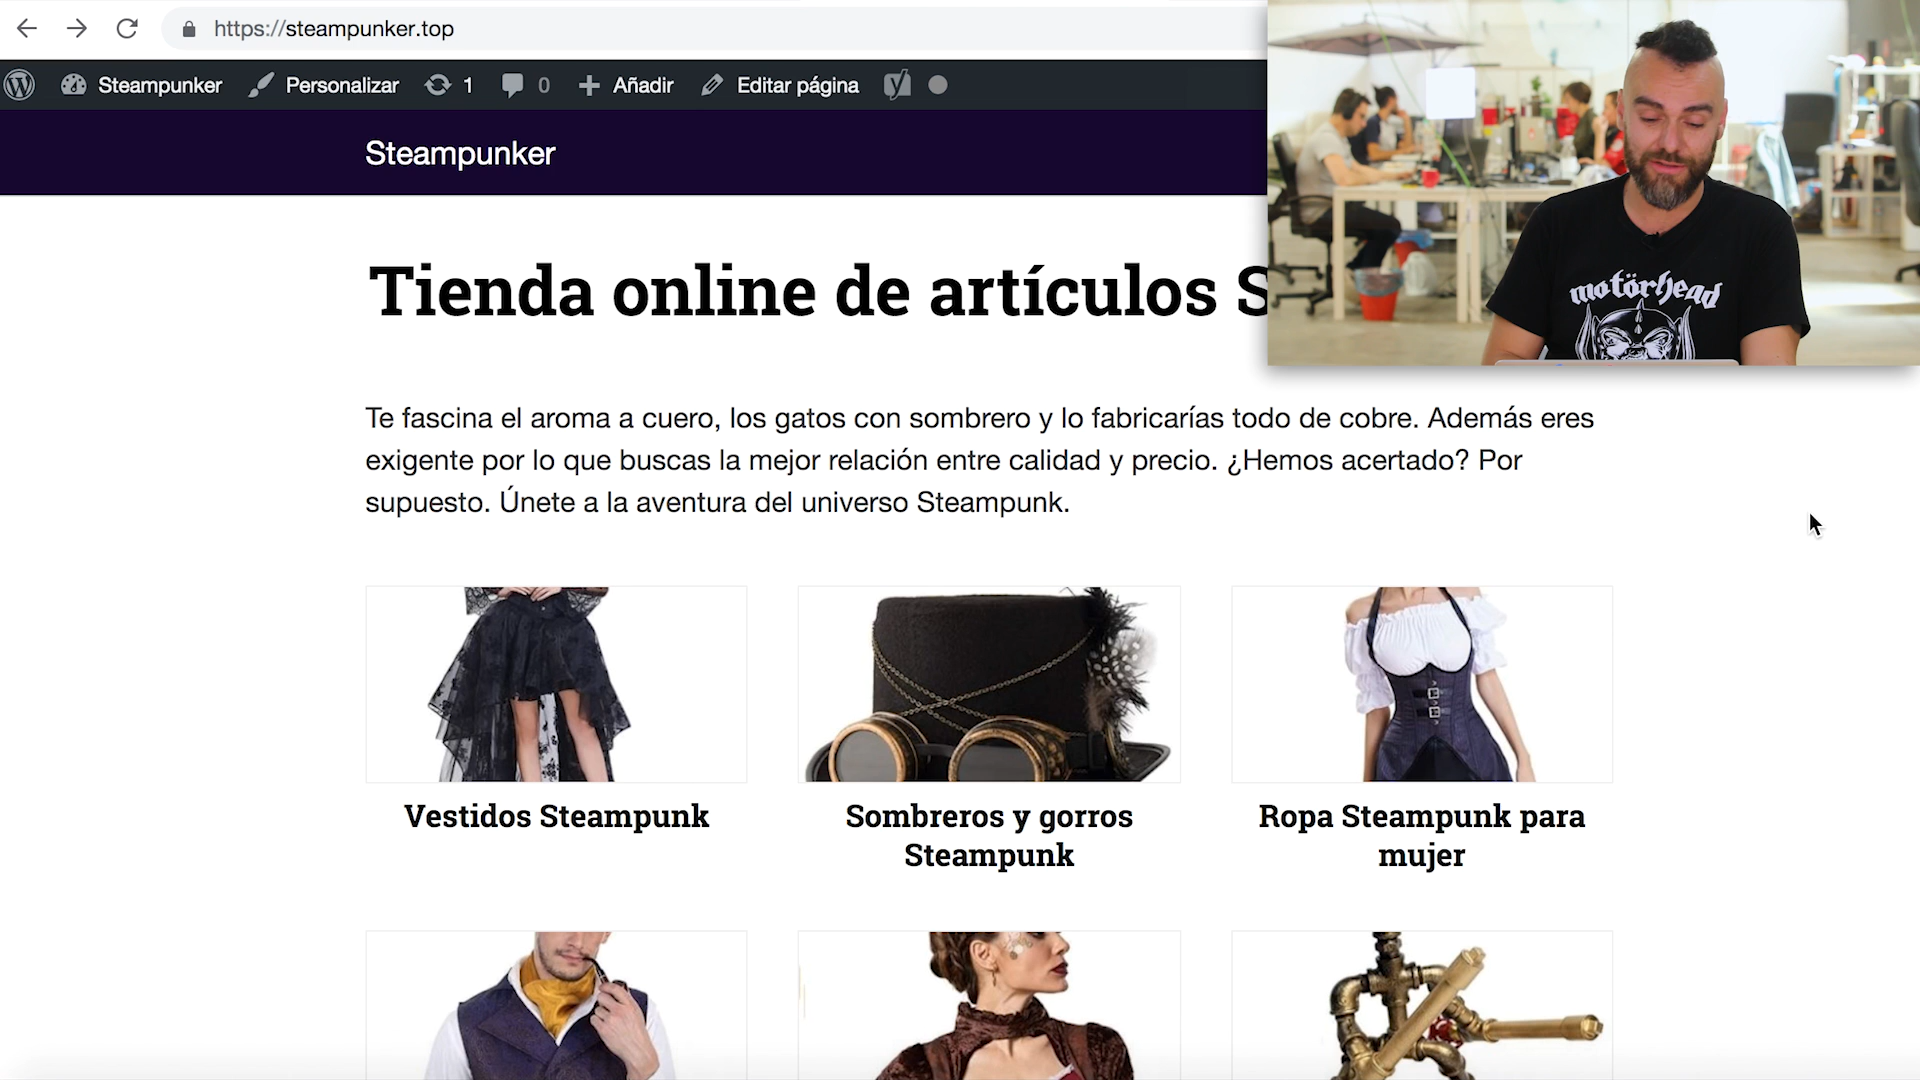 https://steampunker.top
Steampunker
Personalizar
1
0
Añadir
Editar página
Steampunker
Tienda online de artículos S
motörhead
Te fascina el aroma a cuero, los gatos con sombrero y lo fabricarías todo de cobre. Además eres
exigente por lo que buscas la mejor relación entre calidad y precio. ¿Hemos acertado? Por
supuesto. Únete a la aventura del universo Steampunk.
Vestidos Steampunk
Sombreros y gorros
Steampunk
Ropa Steampunk para
mujer